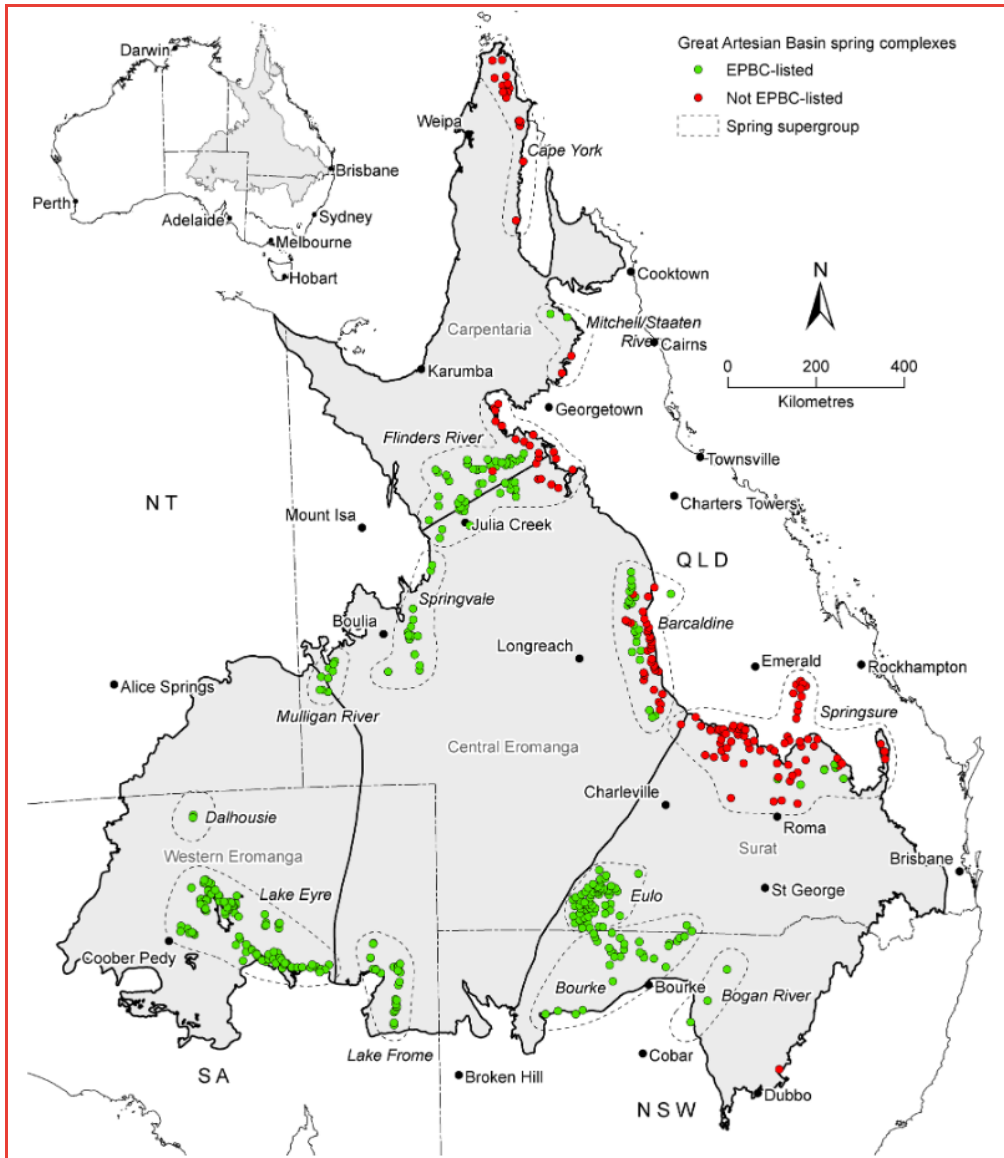 Darwin
Perth
Adelaide
Melbourne
Hobart
Sydney
Brisbane
Great Artesian Basin spring complexes
EPBC-listed
Not EPBC-listed
Spring supergroup
Weipa
Cape York
Cooktown
N
Carpentaria
Mitchell/Staaten
River
Cairns
Karumba
0 200 400
Kilometres
Georgetown
Flinders River
Townsville
NT
Charters Towers
Mount Isa
Julia Creek
QLD
Springvale
Boulia
Barcaldine
Longreach
Emerald
Rockhampton
Alice Springs
Mulligan River
Springsure
Central Eromanga
Charleville
Dalhousie
Roma
Western Eromanga
Surat
Brisbane
Lake Eyre
Eulo
St George
Coober Pedy
Bourke
Bourke
Bogan River
Lake Frome
Cobar
SA
Broken Hill
Dubbo
NSW